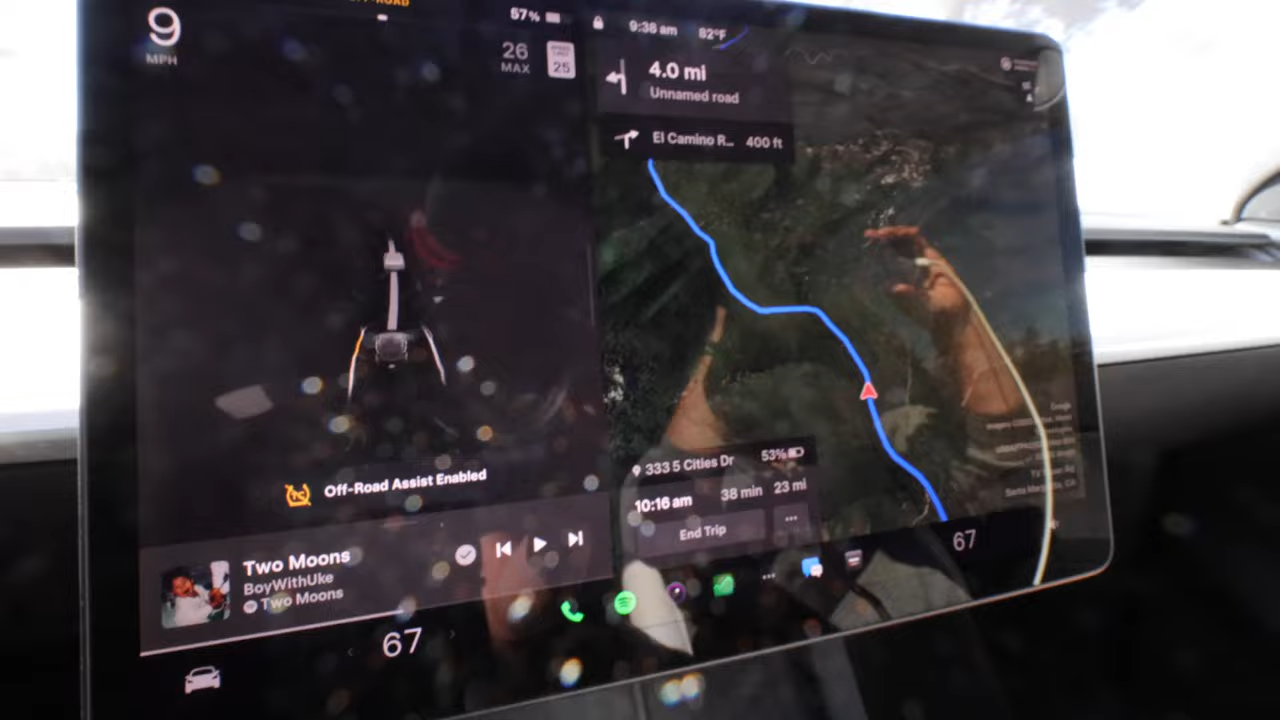 9
MPH
57%
26
MAX
25
9:38 am
82°F
4.0 mi
Unnamed road
El Camino R... 400 ft
Off-Road Assist Enabled
Two Moons
BoyWithUke
Two Moons
333 5 Cities Dr 53%
10:16 am 38 min 23 mi
End Trip
...
67
67